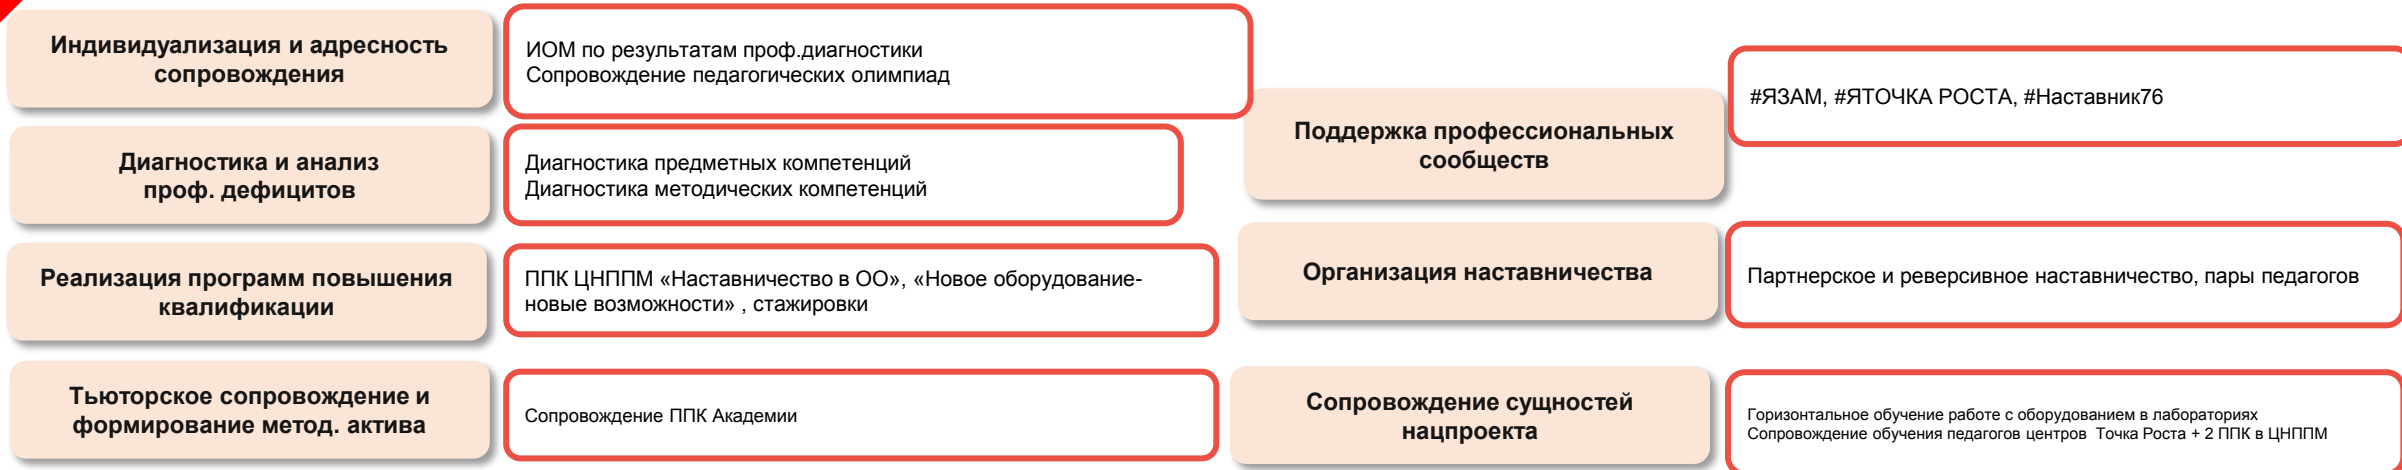 Индивидуализация и адресность
сопровождения
ИОМ по результатам проф.диагностики
Сопровождение педагогических олимпиад
Диагностика и анализ
проф. дефицитов
Диагностика предметных компетенций
Диагностика методических компетенций
Реализация программ повышения
квалификации
ППК ЦНППМ «Наставничество в ОО», «Новое оборудование-
новые возможности» , стажировки
Тьюторское сопровождение и
формирование метод. актива
Сопровождение ППК Академии
Поддержка профессиональных
сообществ
#ЯЗАМ, #ЯТОЧКА РОСТА, #Наставник76
Организация наставничества
Партнерское и реверсивное наставничество, пары педагогов
Сопровождение сущностей
нацпроекта
Горизонтальное обучение работе с оборудованием в лабораториях
Сопровождение обучения педагогов центров Точка Роста + 2 ППК в ЦНППМ